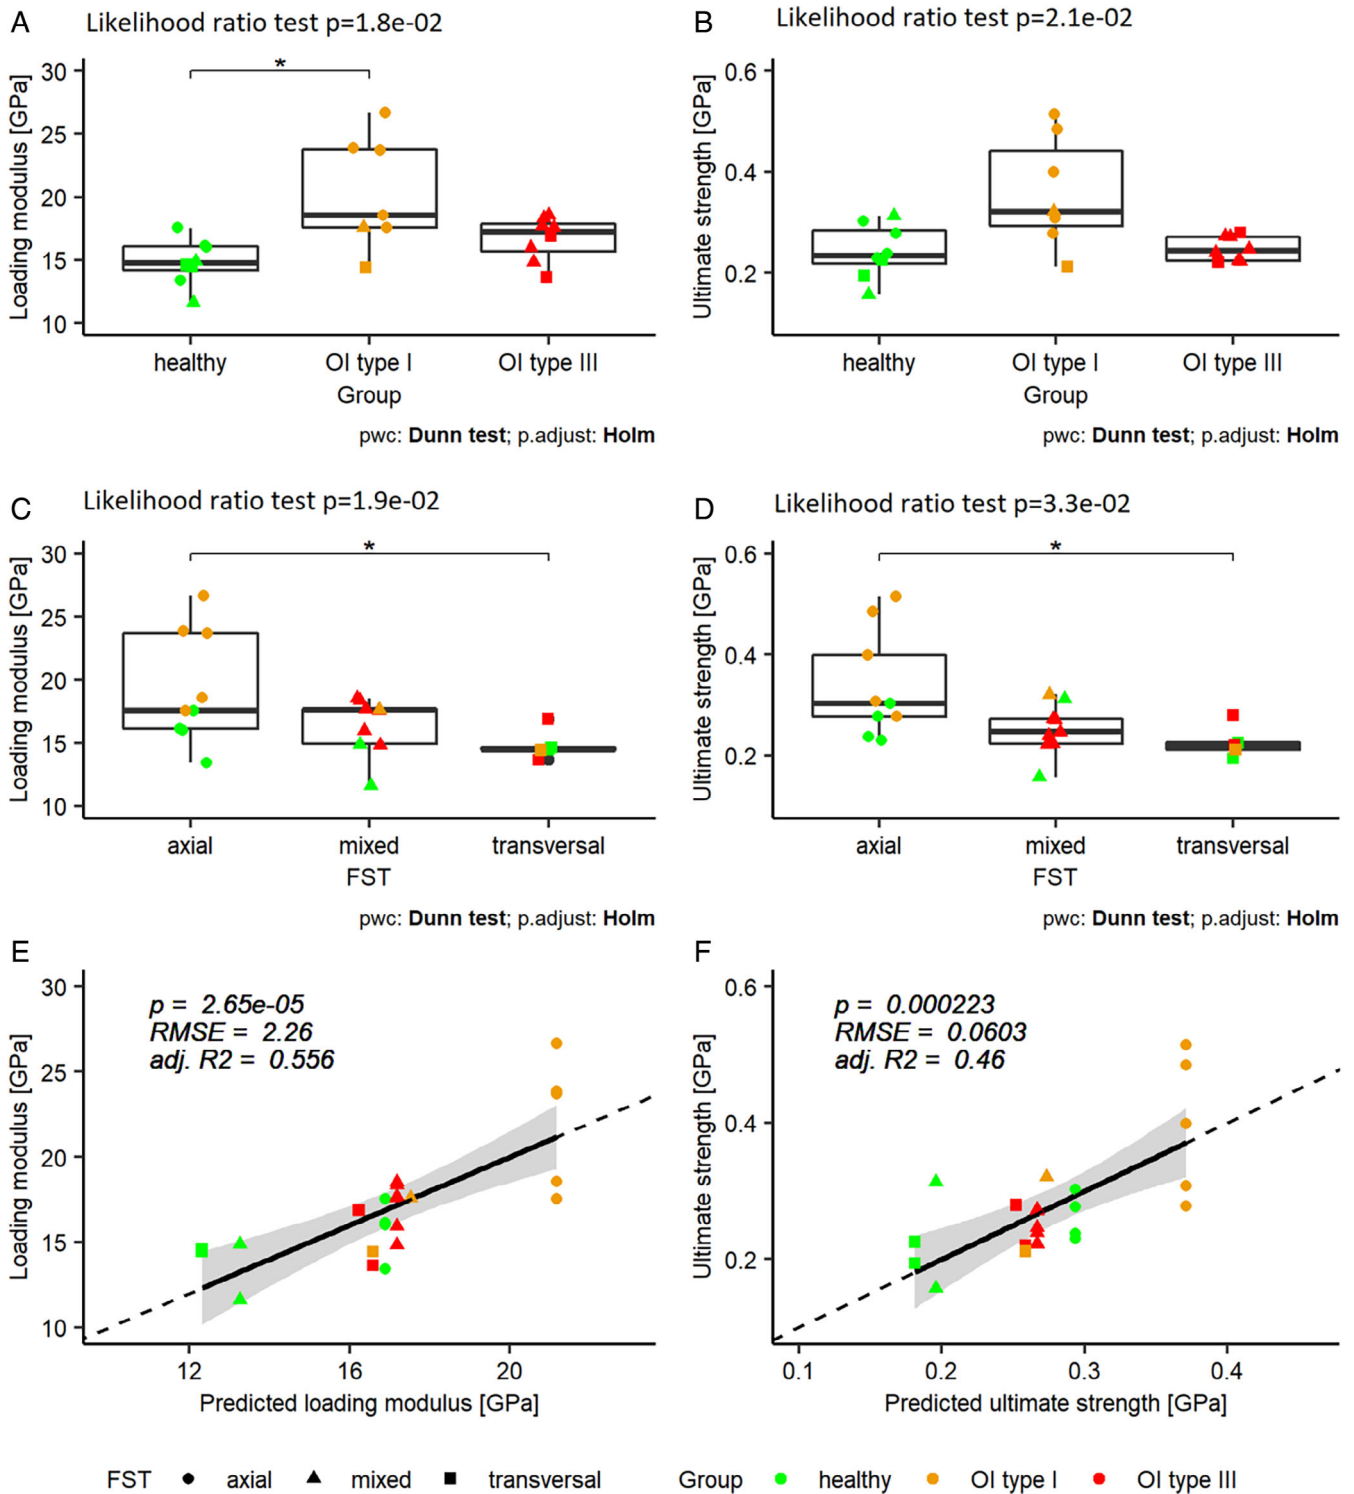 A Likelihood ratio test p=1.8e-02
Loading modulus [GPa]
30
25
20
15
10
*
healthy OI type I OI type III
Group
pwc: Dunn test; p.adjust: Holm
B Likelihood ratio test p=2.1e-02
Ultimate strength [GPa]
0.6
0.4
0.2
healthy OI type I OI type III
Group
pwc: Dunn test; p.adjust: Holm
C Likelihood ratio test p=1.9e-02
Loading modulus [GPa]
30
25
20
15
10
*
axial mixed transversal
FST
pwc: Dunn test; p.adjust: Holm
D Likelihood ratio test p=3.3e-02
Ultimate strength [GPa]
0.6
0.4
0.2
*
axial mixed transversal
FST
pwc: Dunn test; p.adjust: Holm
E
Loading modulus [GPa]
30
25
20
15
10
p = 2.65e-05
RMSE = 2.26
adj. R2 = 0.556
12 16 20
Predicted loading modulus [GPa]
F
Ultimate strength [GPa]
0.6
0.4
0.2
p = 0.000223
RMSE = 0.0603
adj. R2 = 0.46
0.1 0.2 0.3 0.4
Predicted ultimate strength [GPa]
FST axial mixed transversal Group healthy OI type I OI type III